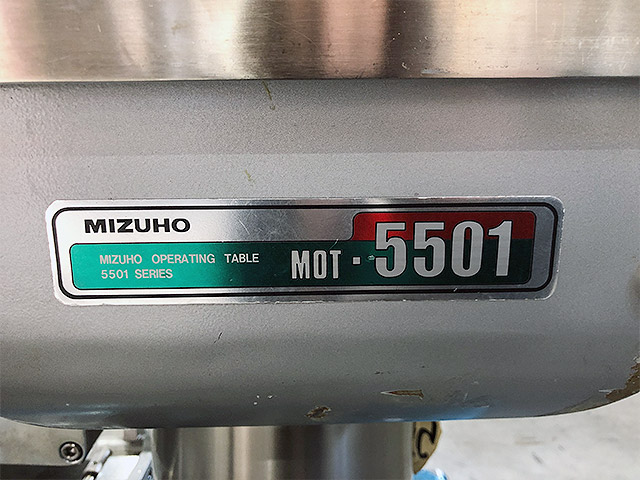 MIZUHO
MIZUHO OPERATING TABLE
5501 SERIES
MOT·5501